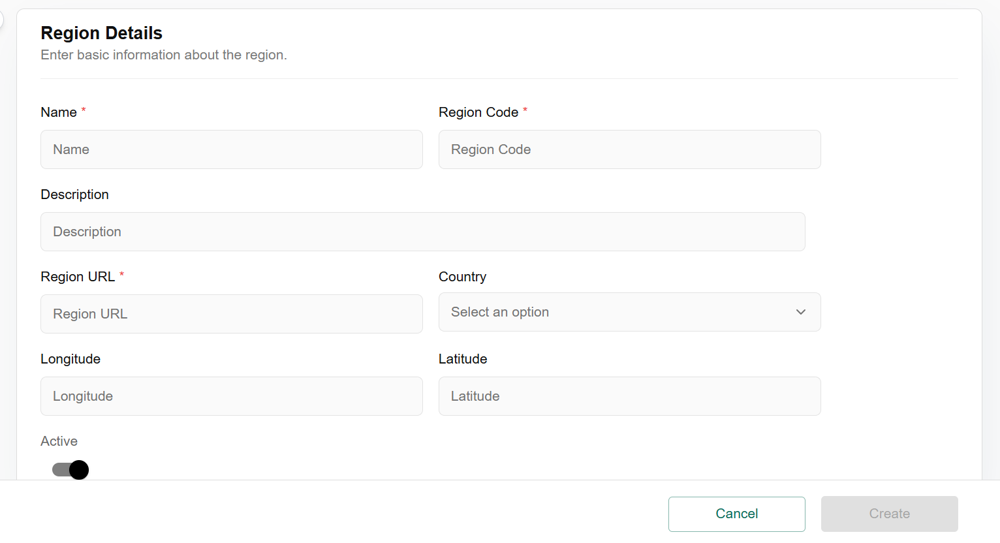 Region Details
Enter basic information about the region.
Name *
Region Code *
Name
Region Code
Description
Description
Region URL *
Country
Region URL
Select an option
Longitude
Latitude
Longitude
Latitude
Active
Cancel
Create